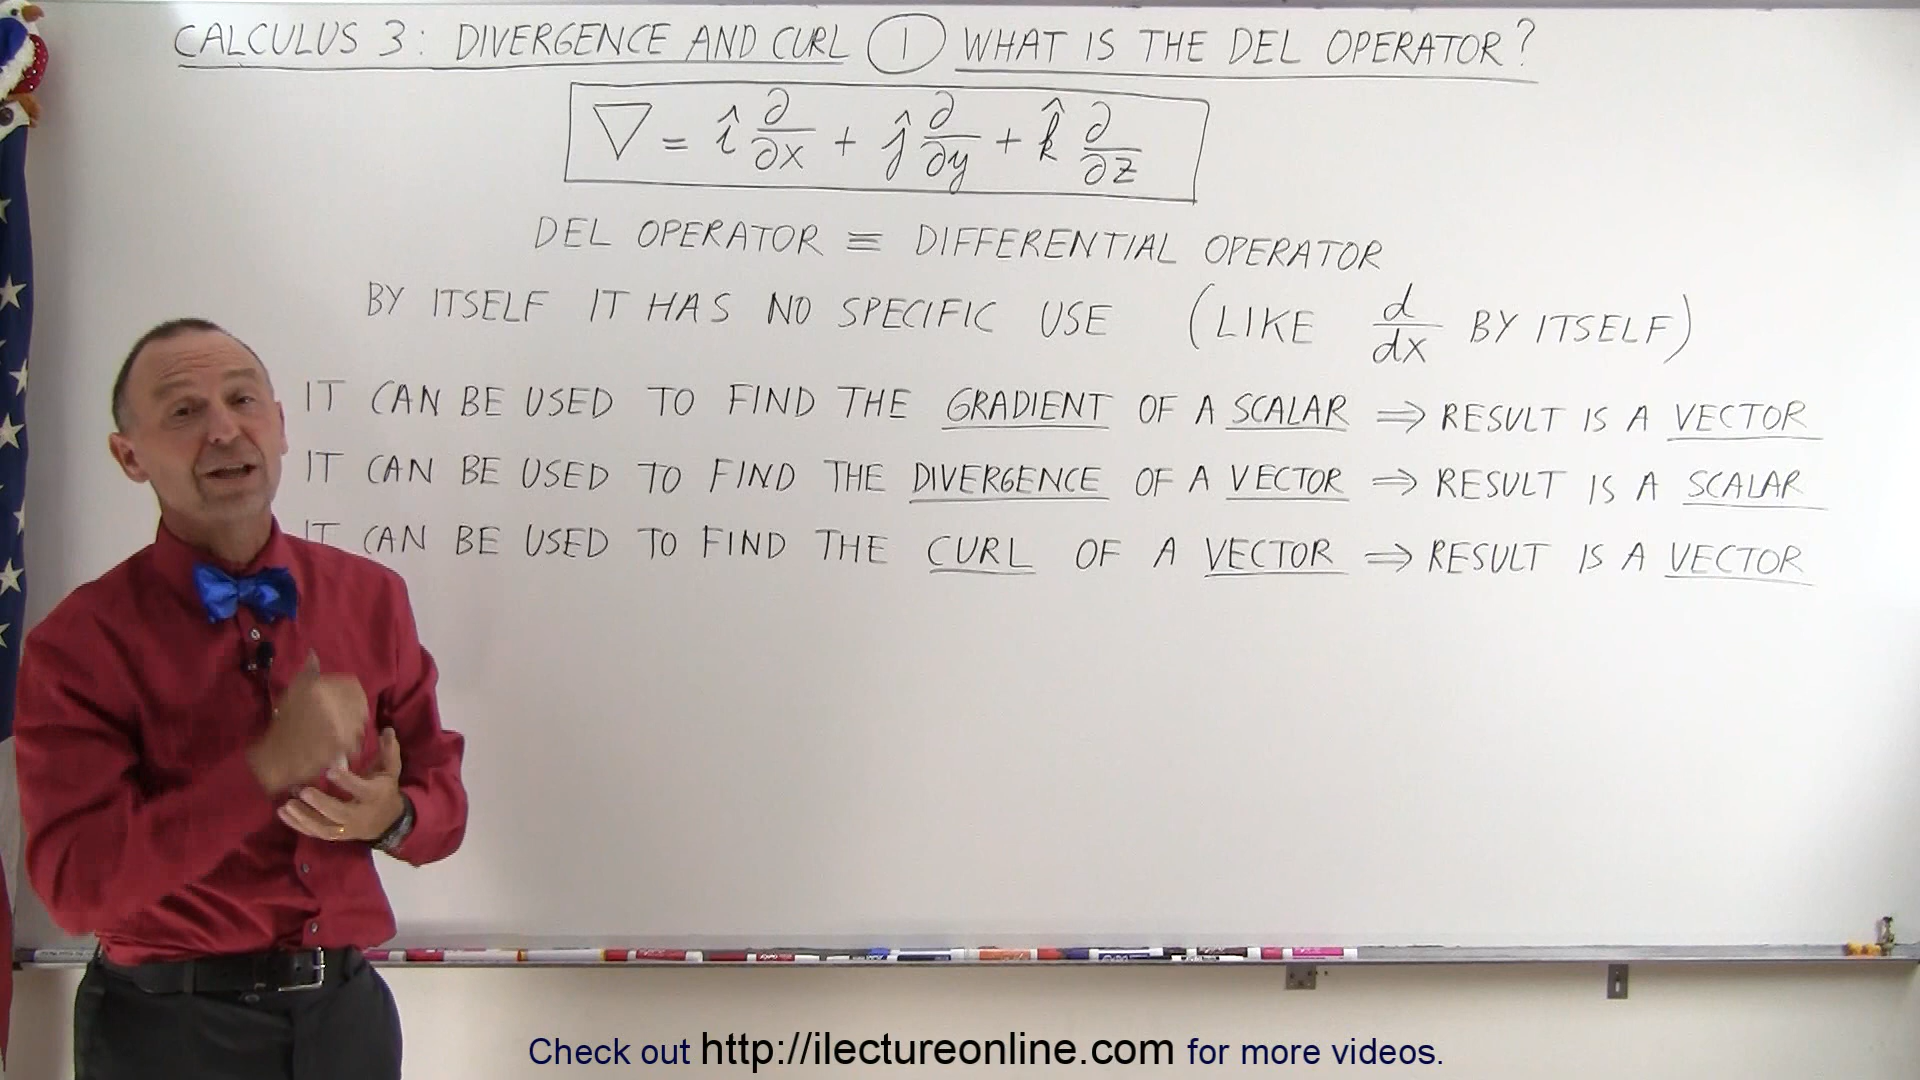 CALCULUS 3: DIVERGENCE AND CURL ① WHAT IS THE DEL OPERATOR?
∇ = î ∂/∂x + ĵ ∂/∂y + k̂ ∂/∂z
DEL OPERATOR ≡ DIFFERENTIAL OPERATOR
BY ITSELF IT HAS NO SPECIFIC USE (LIKE d/dx BY ITSELF)
IT CAN BE USED TO FIND THE GRADIENT OF A SCALAR ⇒ RESULT IS A VECTOR
IT CAN BE USED TO FIND THE DIVERGENCE OF A VECTOR ⇒ RESULT IS A SCALAR
IT CAN BE USED TO FIND THE CURL OF A VECTOR ⇒ RESULT IS A VECTOR
Check out http://ilectureonline.com for more videos.